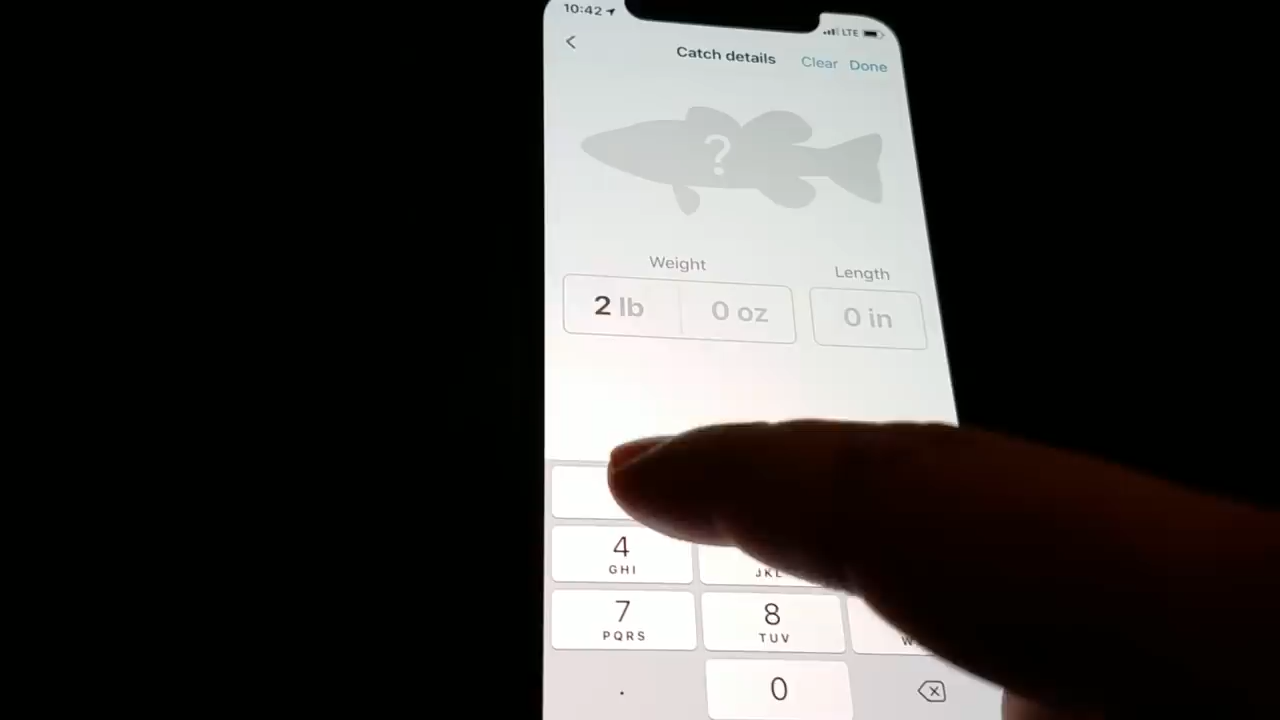 10:42
LTE
Catch details
Clear Done
?
Weight
Length
2 lb
0 oz
0 in
4
GHI
JKL
7
PQRS
8
TUV
W
.
0